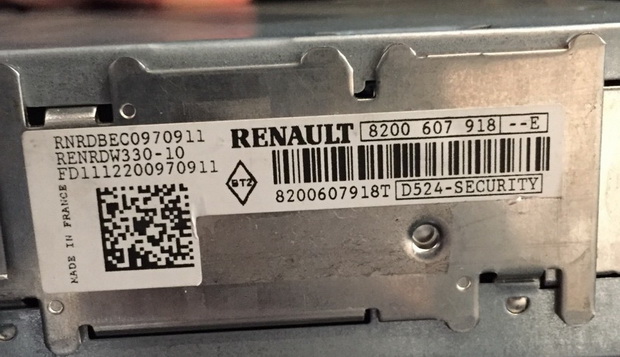 RNRDBEC0970911
RENRDW330-10
FD1112200970911
RENAULT 8200 607 918 --E
BT2
8200607918T D524-SECURITY
MADE IN FRANCE